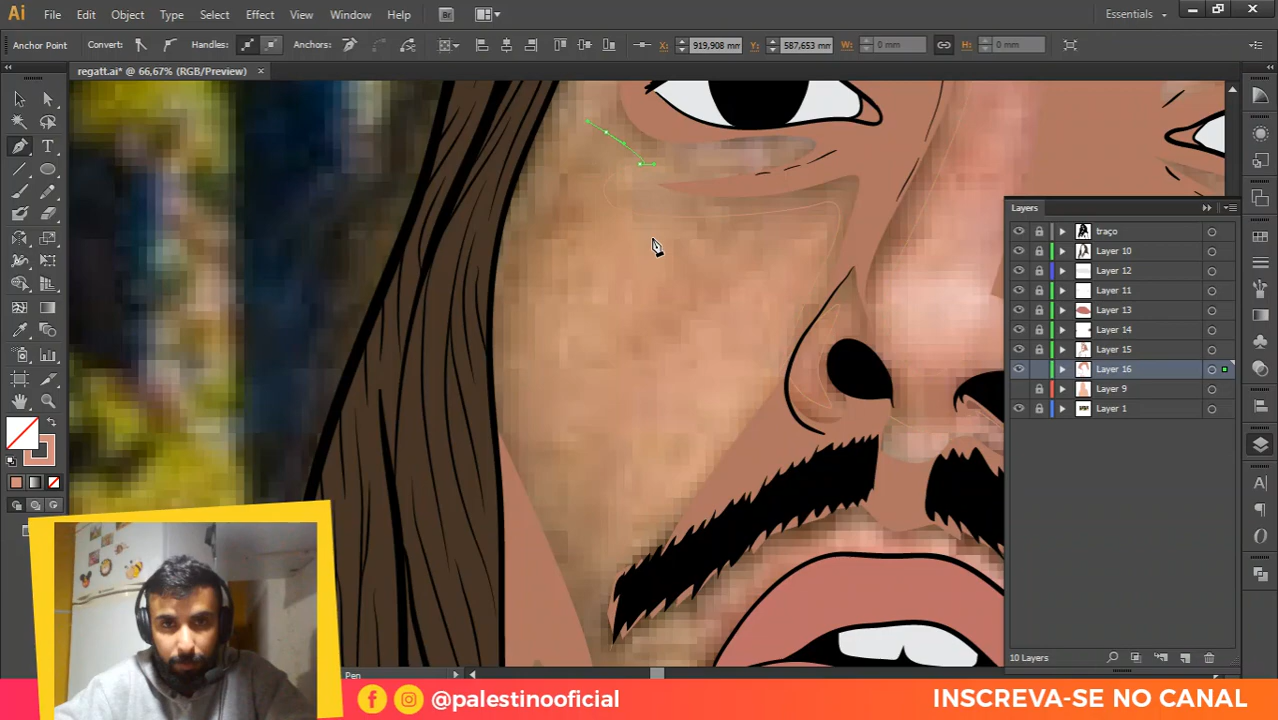 Ai File Edit Object Type Select Effect View Window Help Br Essentials
Anchor Point Convert: Handles: Anchors: X: 919,908 mm Y: 587,653 mm W: 0 mm H: 0 mm
regatt.ai* @ 66,67% (RGB/Preview)
Layers
traço
Layer 10
Layer 12
Layer 11
Layer 13
Layer 14
Layer 15
Layer 16
Layer 9
Layer 1
10 Layers
Pen
@palestinooficial
INSCREVA-SE NO CANAL